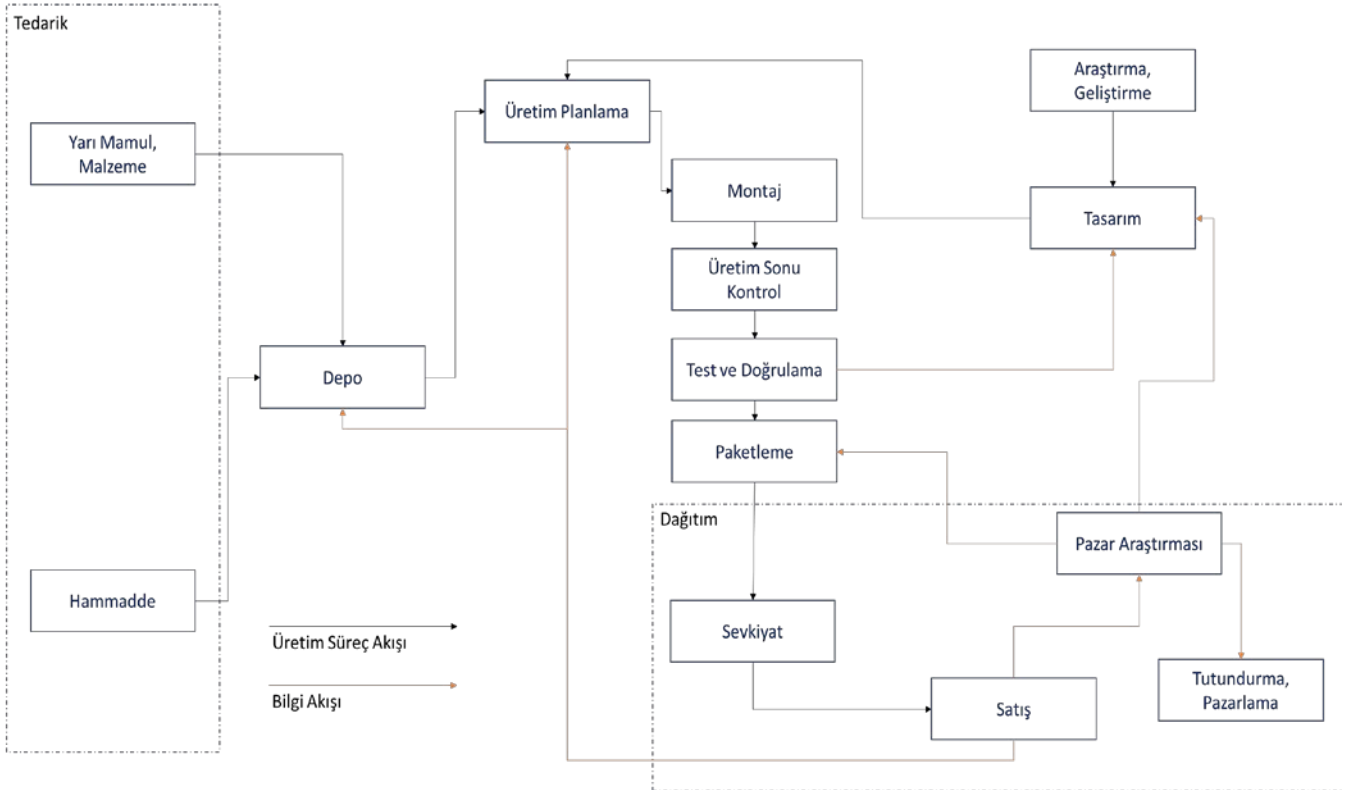 Tedarik
Yarı Mamul,
Malzeme
Hammadde
Depo
Üretim Planlama
Montaj
Üretim Sonu
Kontrol
Test ve Doğrulama
Paketleme
Araştırma,
Geliştirme
Tasarım
Dağıtım
Pazar Araştırması
Sevkiyat
Satış
Tutundurma,
Pazarlama
Üretim Süreç Akışı
Bilgi Akışı